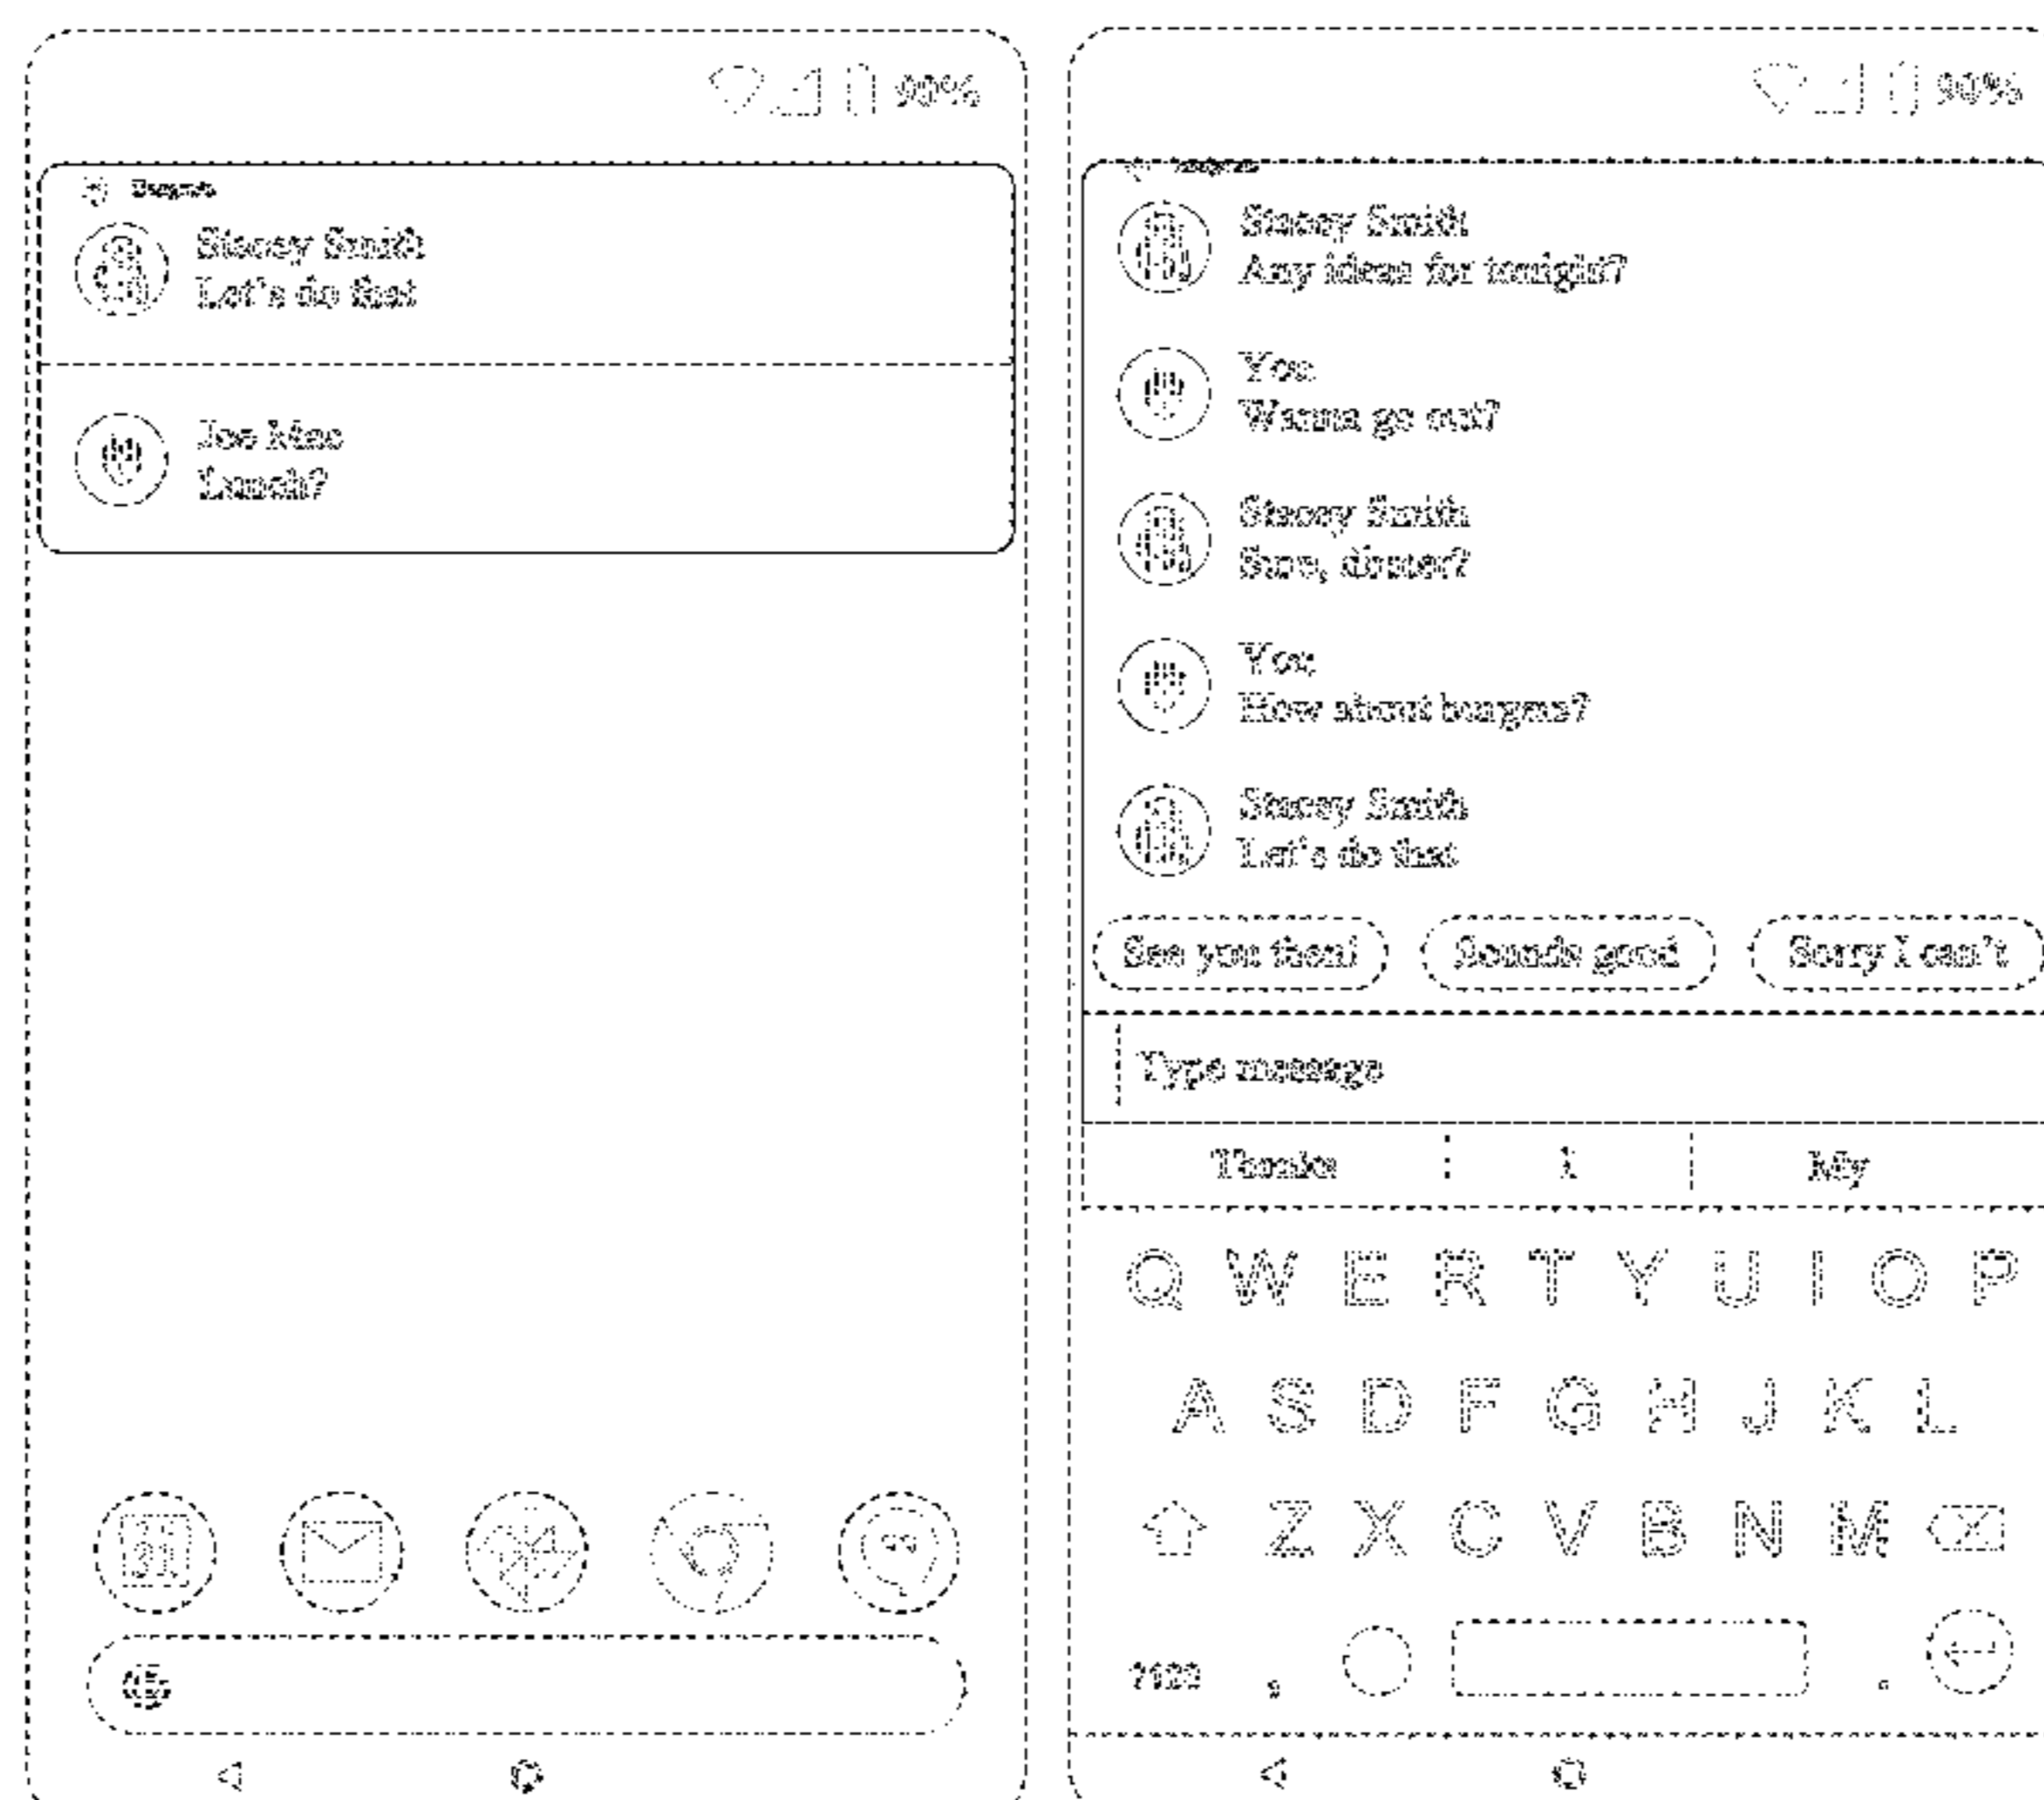 90%
Stacey Smith
Let's do that
Joe Mac
Lunch?
31
90%
Stacey Smith
Any ideas for tonight?
You
Wanna go out?
Stacey Smith
Sure, dinner?
You
How about burgers?
Stacey Smith
Let's do that
See you then!
Sounds good
Sorry I can't
Type message
Thanks
I
My
Q W E R T Y U I O P
A S D F G H J K L
Z X C V B N M
, .